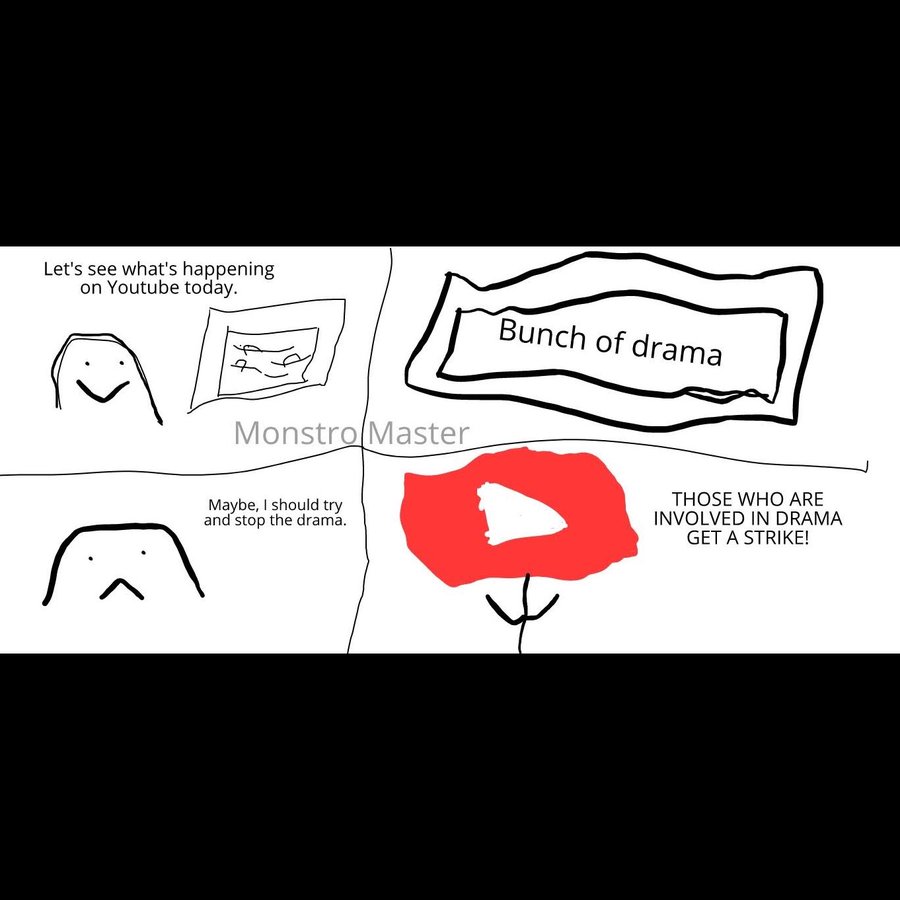 Let's see what's happening
on Youtube today.
Bunch of drama
Monstro Master
Maybe, I should try
and stop the drama.
THOSE WHO ARE
INVOLVED IN DRAMA
GET A STRIKE!